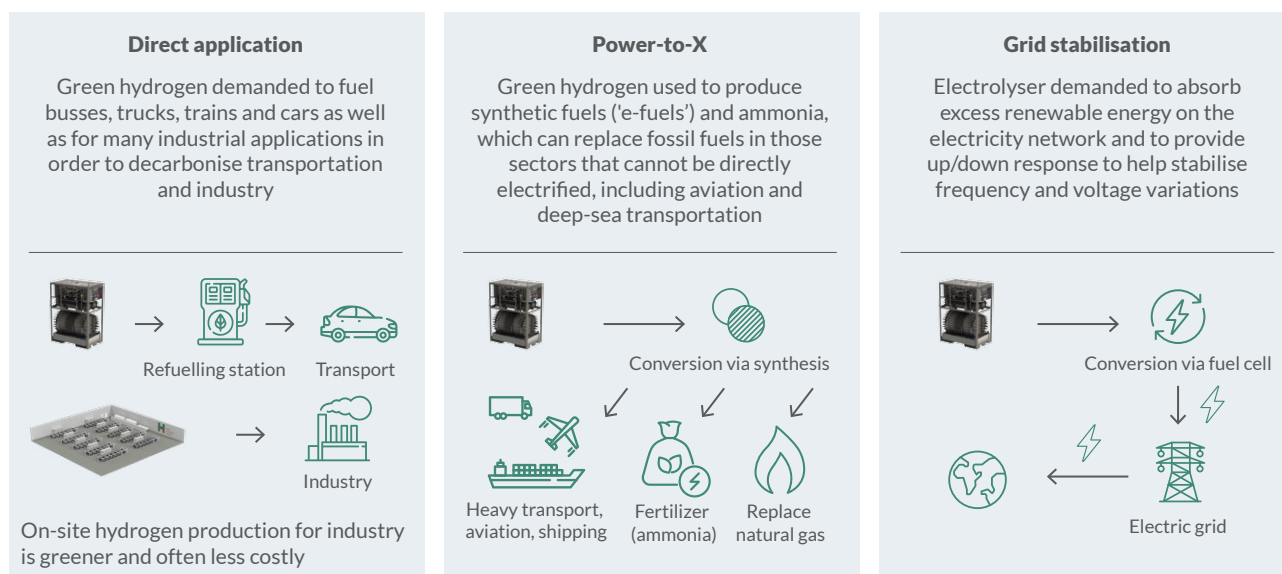 Direct application
Green hydrogen demanded to fuel
busses, trucks, trains and cars as well
as for many industrial applications in
order to decarbonise transportation
and industry
Refuelling station
Transport
H
Industry
On-site hydrogen production for industry
is greener and often less costly
Power-to-X
Green hydrogen used to produce
synthetic fuels ('e-fuels’) and ammonia,
which can replace fossil fuels in those
sectors that cannot be directly
electrified, including aviation and
deep-sea transportation
Conversion via synthesis
Heavy transport,
aviation, shipping
Fertilizer
(ammonia)
Replace
natural gas
Grid stabilisation
Electrolyser demanded to absorb
excess renewable energy on the
electricity network and to provide
up/down response to help stabilise
frequency and voltage variations
Conversion via fuel cell
Electric grid